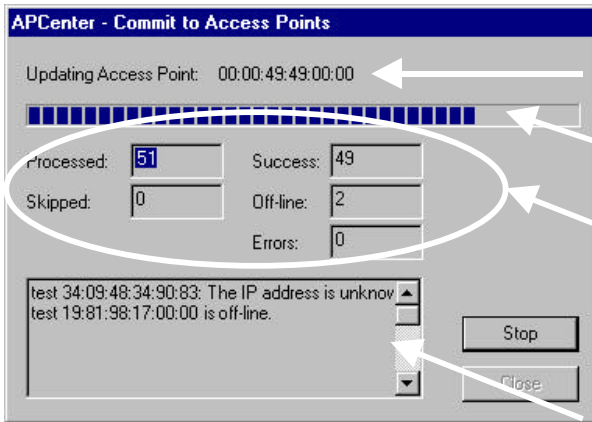 APCenter - Commit to Access Points
Updating Access Point: 00:00:49:49:00:00
Processed: 51 Success: 49
Skipped: 0 Off-line: 2
Errors: 0
test 34:09:48:34:90:83: The IP address is unknow
test 19:81:98:17:00:00 is off-line.
Stop
Close